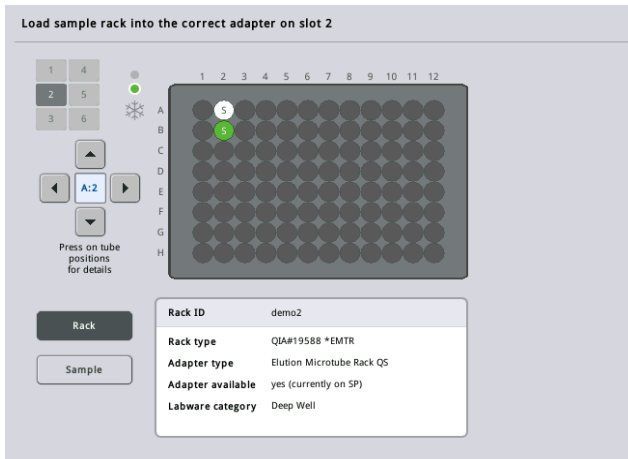 Load sample rack into the correct adapter on slot 2
1 4
2 5
3 6
1 2 3 4 5 6 7 8 9 10 11 12
A S
B S
C
D
E
F
G
H
A:2
Press on tube
positions
for details
Rack
Sample
Rack ID demo2
Rack type QIA#19588 *EMTR
Adapter type Elution Microtube Rack QS
Adapter available yes (currently on SP)
Labware category Deep Well